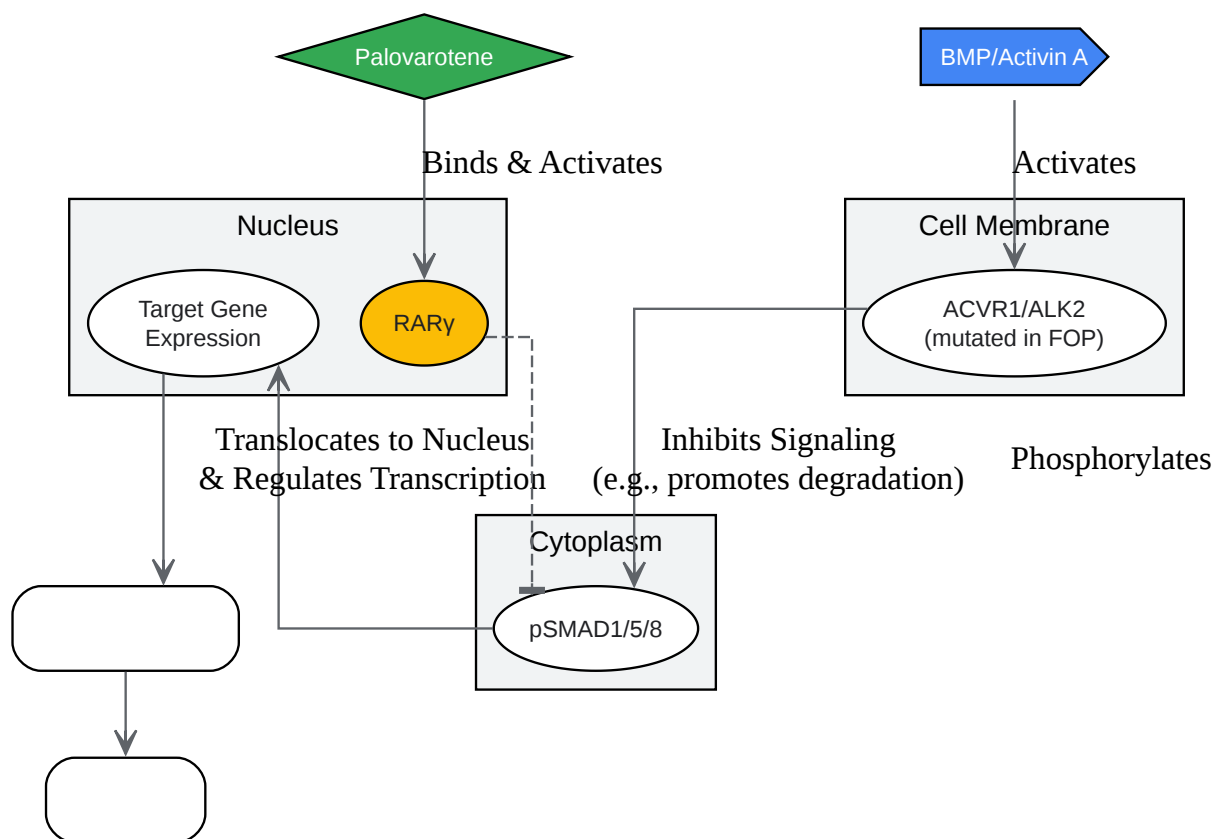 Palovarotene
BMP/Activin A
Binds & Activates
Activates
Nucleus
Cell Membrane
Target Gene
Expression
RARγ
ACVR1/ALK2
(mutated in FOP)
Translocates to Nucleus
& Regulates Transcription
Inhibits Signaling
(e.g., promotes degradation)
Phosphorylates
Cytoplasm
pSMAD1/5/8